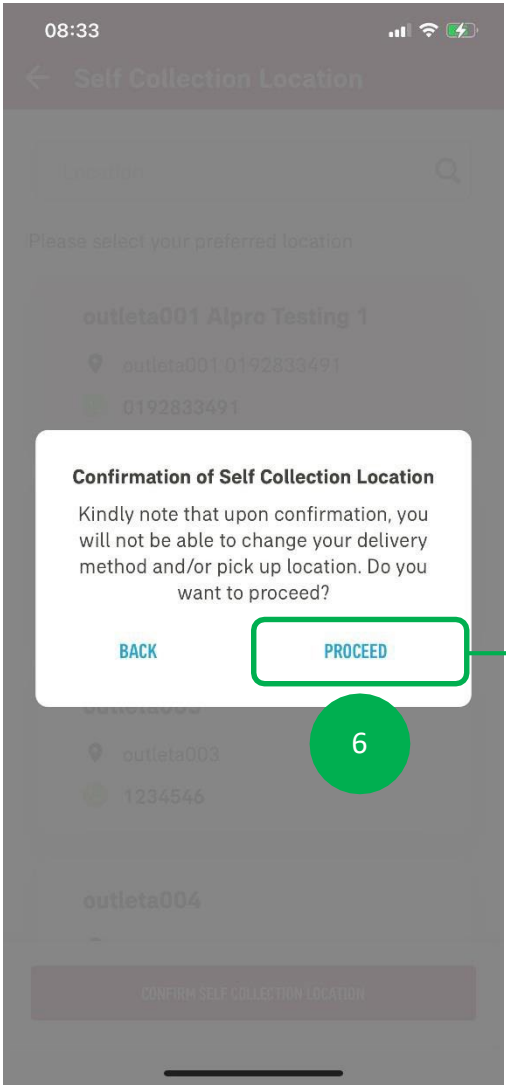 08:33
Self Collection Location
Location
Please select your preferred location
outleta001 Alpro Testing 1
outleta001 0192833491
0192833491
Confirmation of Self Collection Location
Kindly note that upon confirmation, you
will not be able to change your delivery
method and/or pick up location. Do you
want to proceed?
BACK
PROCEED
6
outleta003
1234546
outleta004
CONFIRM SELF COLLECTION LOCATION